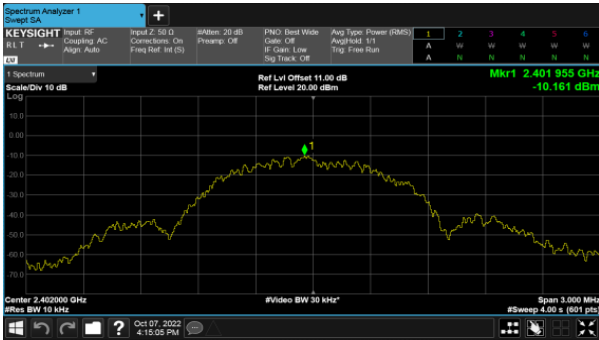 Spectrum Analyzer 1
Swept SA
+
KEYSIGHT Input: RF Input Z: 50 Ω #Atten: 20 dB PNO: Best Wide Avg Type: Power (RMS) 1 2 3 4 5 6
RLT Coupling: AC Corrections: On Preamp: Off Gate: Off Avg|Hold: 1/1 A W W W W W
Align: Auto Freq Ref: Int (S) IF Gain: Low Trig: Free Run A N N N N N
Sig Track: Off
1 Spectrum
Scale/Div 10 dB
Ref Lvl Offset 11.00 dB
Ref Level 20.00 dBm
Mkr1 2.401 955 GHz
-10.161 dBm
Log
10.0
0.00
-10.0
-20.0
-30.0
-40.0
-50.0
-60.0
-70.0
1
Center 2.402000 GHz #Video BW 30 kHz* Span 3.000 MHz
#Res BW 10 kHz #Sweep 4.00 s (601 pts)
?
Oct 07, 2022
4:15:05 PM